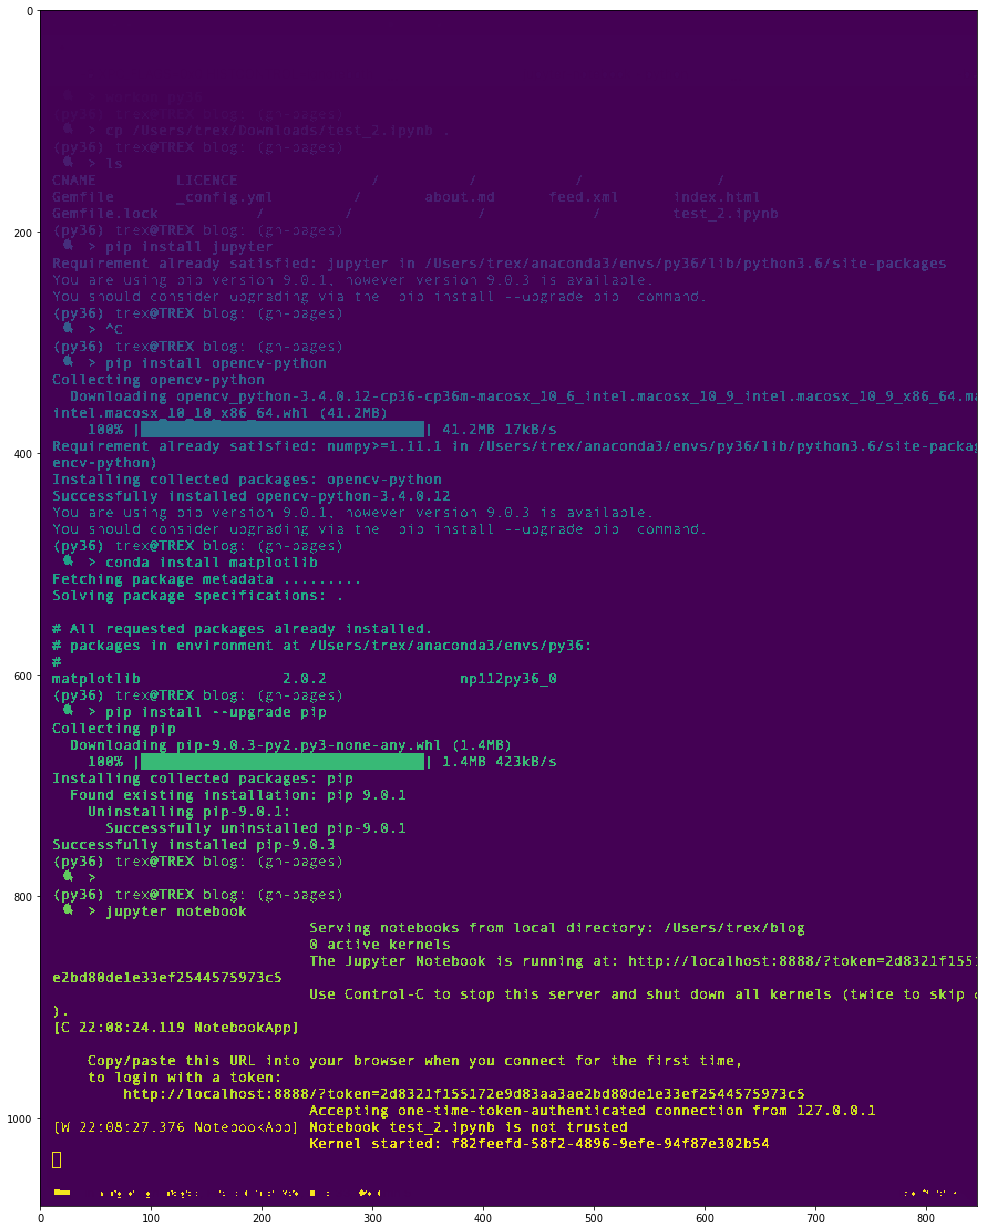 0
> workon py36
(py36) trex@TREX blog: (gh-pages)
> cp /Users/trex/Downloads/test_2.ipynb .
(py36) trex@TREX blog: (gh-pages)
> ls
CNAME LICENCE / / / /
Gemfile _config.yml / about.md feed.xml index.html
200
Gemfile.lock / / / / test_2.ipynb
(py36) trex@TREX blog: (gh-pages)
> pip install jupyter
Requirement already satisfied: jupyter in /Users/trex/anaconda3/envs/py36/lib/python3.6/site-packages
You are using pip version 9.0.1, however version 9.0.3 is available.
You should consider upgrading via the pip install --upgrade pip command.
(py36) trex@TREX blog: (gh-pages)
> ^C
(py36) trex@TREX blog: (gh-pages)
> pip install opencv-python
Collecting opencv-python
Downloading opencv_python-3.4.0.12-cp36-cp36m-macosx_10_6_intel.macosx_10_9_intel.macosx_10_9_x86_64.ma
intel.macosx_10_10_x86_64.whl (41.2MB)
100% | | 41.2MB 17kB/s
400
Requirement already satisfied: numpy>=1.11.1 in /Users/trex/anaconda3/envs/py36/lib/python3.6/site-packag
encv-python)
Installing collected packages: opencv-python
Successfully installed opencv-python-3.4.0.12
You are using pip version 9.0.1, however version 9.0.3 is available.
You should consider upgrading via the pip install --upgrade pip command.
(py36) trex@TREX blog: (gh-pages)
> conda install matplotlib
Fetching package metadata .........
Solving package specifications: .
# All requested packages already installed.
# packages in environment at /Users/trex/anaconda3/envs/py36:
#
600
matplotlib 2.0.2 np112py36_0
(py36) trex@TREX blog: (gh-pages)
> pip install --upgrade pip
Collecting pip
Downloading pip-9.0.3-py2.py3-none-any.whl (1.4MB)
100% | | 1.4MB 423kB/s
Installing collected packages: pip
Found existing installation: pip 9.0.1
Uninstalling pip-9.0.1:
Successfully uninstalled pip-9.0.1
Successfully installed pip-9.0.3
(py36) trex@TREX blog: (gh-pages)
>
800
(py36) trex@TREX blog: (gh-pages)
> jupyter notebook
Serving notebooks from local directory: /Users/trex/blog
0 active kernels
The Jupyter Notebook is running at: http://localhost:8888/?token=2d8321f1551
e2bd80de1e33ef2544575973c5
Use Control-C to stop this server and shut down all kernels (twice to skip
).
[C 22:08:24.119 NotebookApp]
Copy/paste this URL into your browser when you connect for the first time,
to login with a token:
http://localhost:8888/?token=2d8321f155172e9d83aa3ae2bd80de1e33ef2544575973c5
Accepting one-time-token-authenticated connection from 127.0.0.1
1000
[W 22:08:27.376 NotebookApp] Notebook test_2.ipynb is not trusted
Kernel started: f82feefd-58f2-4896-9efe-94f87e302b54
0 100 200 300 400 500 600 700 800